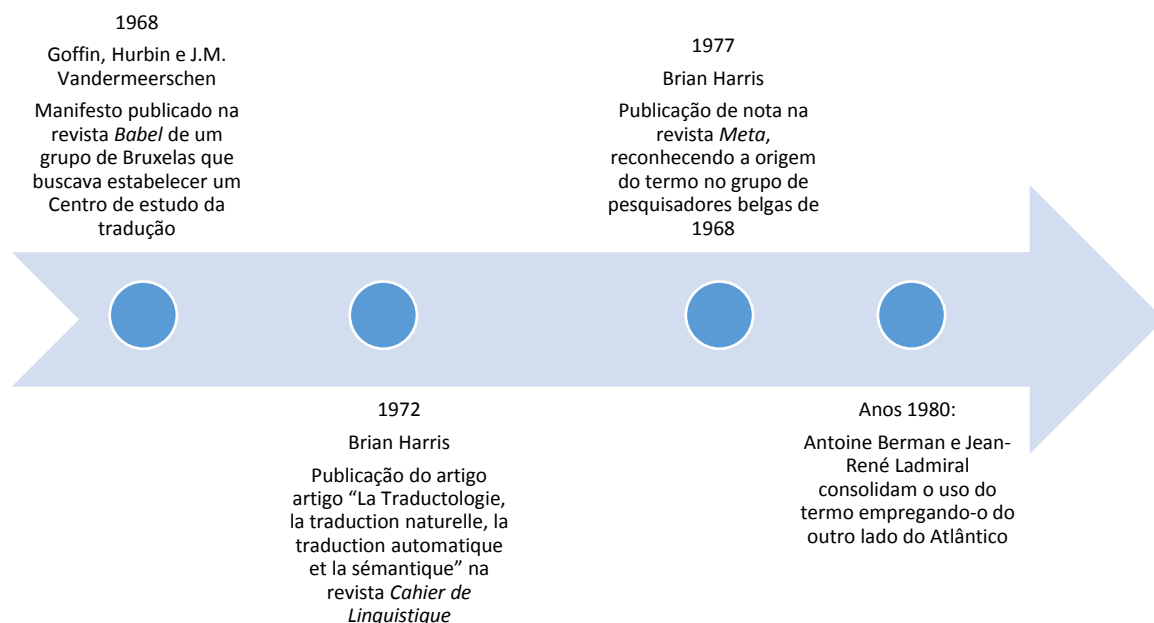 1968
Goffin, Hurbin e J.M.
Vandermeerschen
Manifesto publicado na
revista Babel de um
grupo de Bruxelas que
buscava estabelecer um
Centro de estudo da
tradução
1972
Brian Harris
Publicação do artigo
artigo “La Traductologie,
la traduction naturelle, la
traduction automatique
et la sémantique” na
revista Cahier de
Linguistique
1977
Brian Harris
Publicação de nota na
revista Meta,
reconhecendo a origem
do termo no grupo de
pesquisadores belgas de
1968
Anos 1980:
Antoine Berman e Jean-
René Ladmiral
consolidam o uso do
termo empregando-o do
outro lado do Atlântico